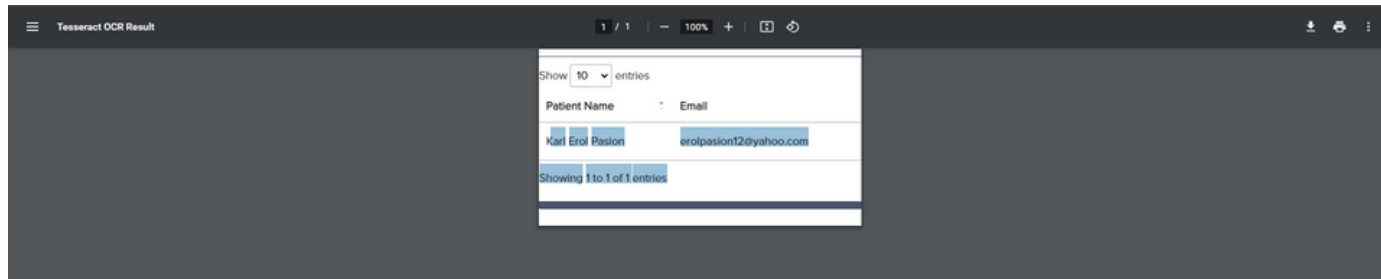 Tesseract OCR Result 1 / 1 100%
Show 10 entries
Patient Name Email
Karl Erol Pasion erolpasion12@yahoo.com
Showing 1 to 1 of 1 entries